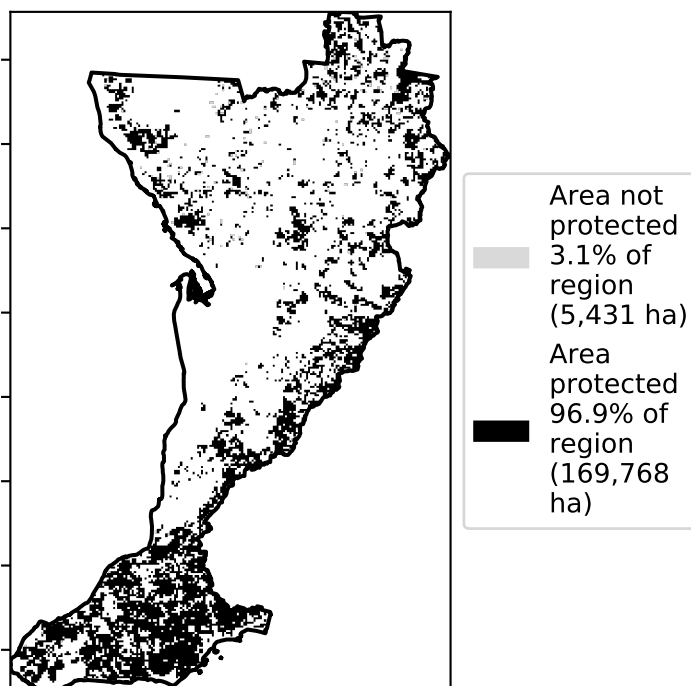 Area not
protected
3.1% of
region
(5,431 ha)
Area
protected
96.9% of
region
(169,768
ha)